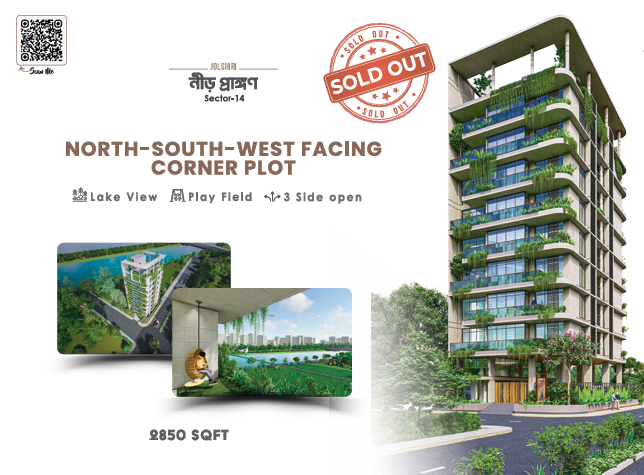 Scan Me
JOLSHIRI
নীড় প্রাঙ্গণ
Sector-14
SOLD OUT
SOLD OUT
SOLD OUT
NORTH-SOUTH-WEST FACING
CORNER PLOT
Lake View Play Field 3 Side open
2850 SQFT